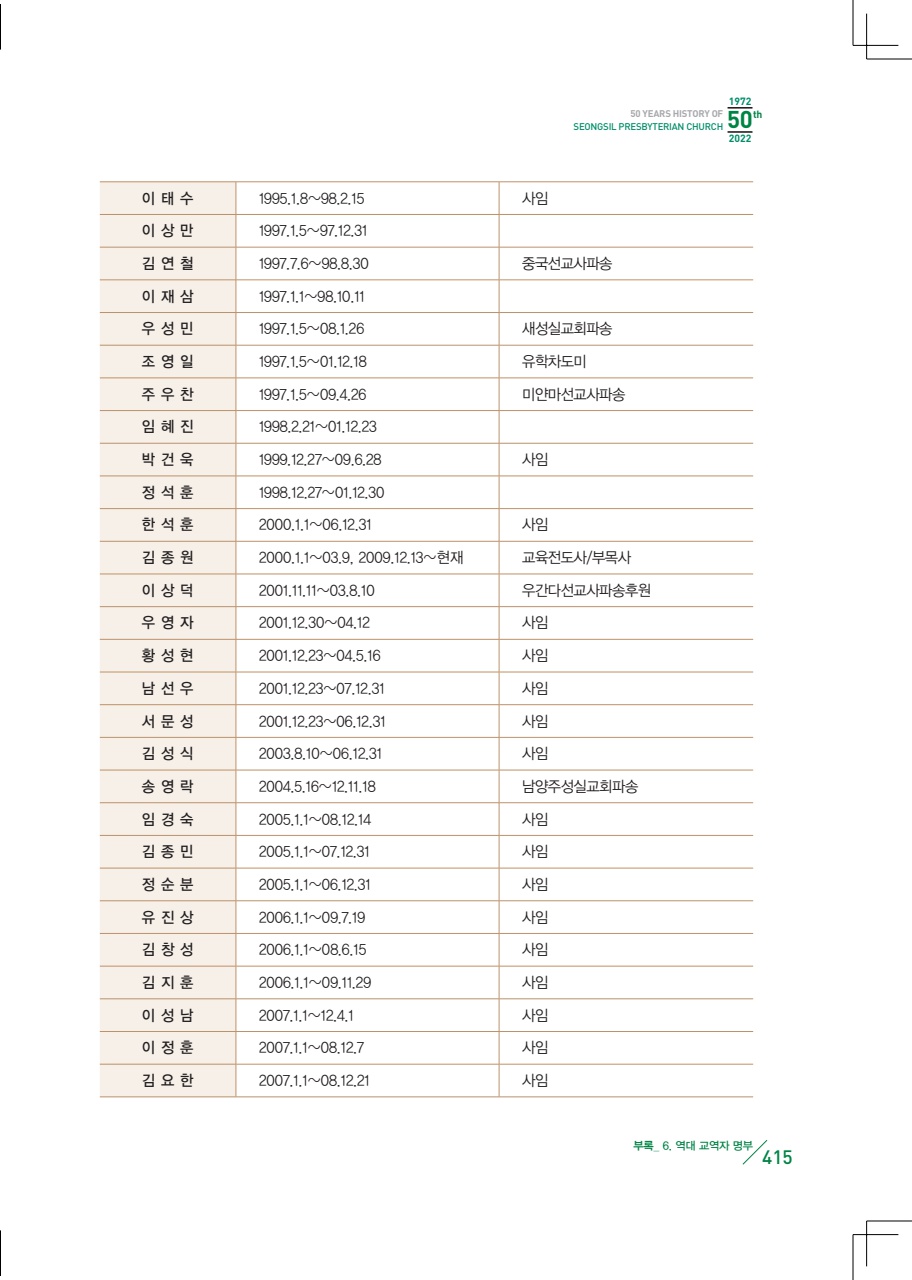 1972
50 YEARS HISTORY OF
SEONGSIL PRESBYTERIAN CHURCH
50th
2022
이 태 수 1995.1.8~98.2.15 사임
이 상 만 1997.1.5~97.12.31
김 연 철 1997.7.6~98.8.30 중국선교사파송
이 재 삼 1997.1.1~98.10.11
우 성 민 1997.1.5~08.1.26 새성실교회파송
조 영 일 1997.1.5~01.12.18 유학차도미
주 우 찬 1997.1.5~09.4.26 미얀마선교사파송
임 혜 진 1998.2.21~01.12.23
박 건 욱 1999.12.27~09.6.28 사임
정 석 훈 1998.12.27~01.12.30
한 석 훈 2000.1.1~06.12.31 사임
김 종 원 2000.1.1~03.9, 2009.12.13~현재 교육전도사/부목사
이 상 덕 2001.11.11~03.8.10 우간다선교사파송후원
우 영 자 2001.12.30~04.12 사임
황 성 현 2001.12.23~04.5.16 사임
남 선 우 2001.12.23~07.12.31 사임
서 문 성 2001.12.23~06.12.31 사임
김 성 식 2003.8.10~06.12.31 사임
송 영 락 2004.5.16~12.11.18 남양주성실교회파송
임 경 숙 2005.1.1~08.12.14 사임
김 종 민 2005.1.1~07.12.31 사임
정 순 분 2005.1.1~06.12.31 사임
유 진 상 2006.1.1~09.7.19 사임
김 창 성 2006.1.1~08.6.15 사임
김 지 훈 2006.1.1~09.11.29 사임
이 성 남 2007.1.1~12.4.1 사임
이 정 훈 2007.1.1~08.12.7 사임
김 요 한 2007.1.1~08.12.21 사임
부록_ 6. 역대 교역자 명부
415